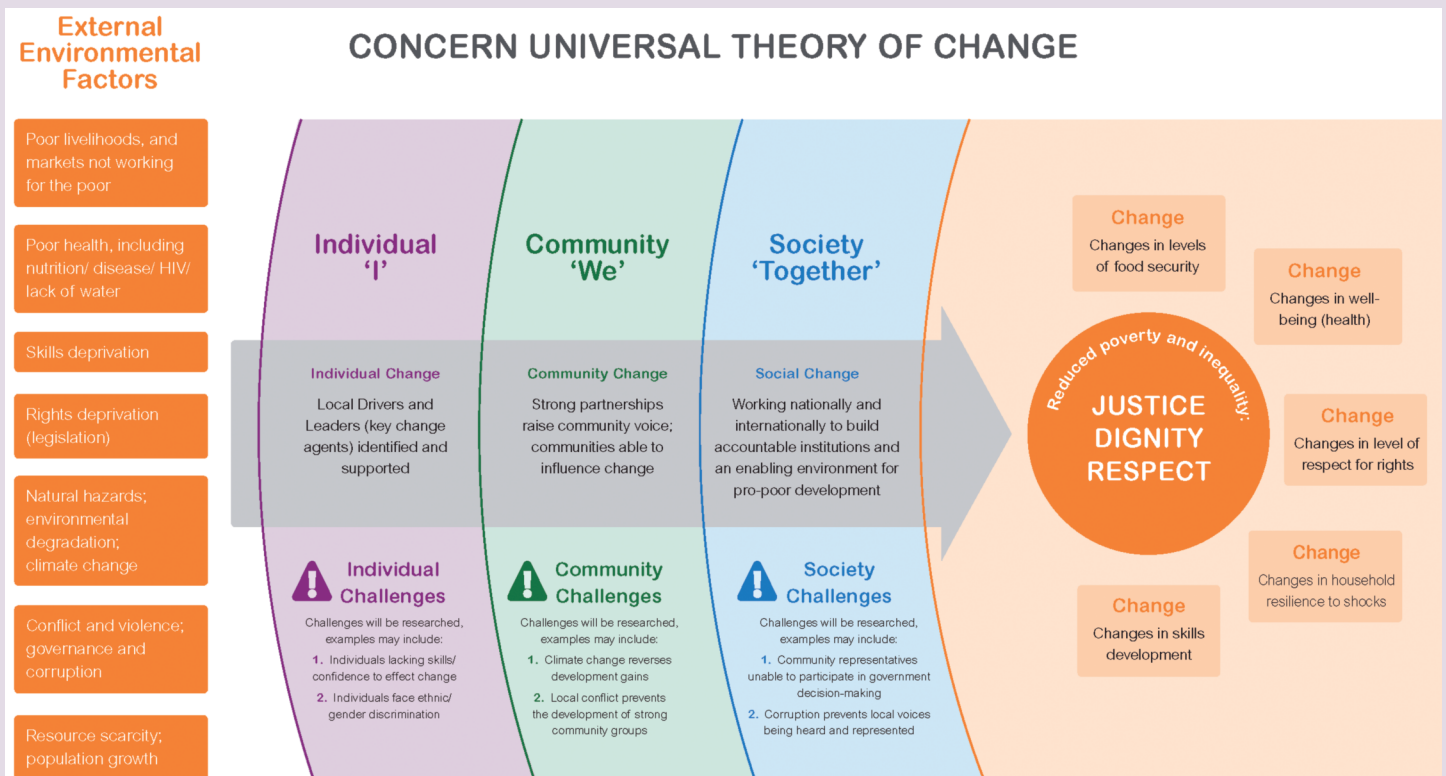 External
Environmental
Factors
CONCERN UNIVERSAL THEORY OF CHANGE
Poor livelihoods, and
markets not working
for the poor
Poor health, including
nutrition/ disease/ HIV/
lack of water
Skills deprivation
Rights deprivation
(legislation)
Natural hazards;
environmental
degradation;
climate change
Conflict and violence;
governance and
corruption
Resource scarcity;
population growth
Individual
‘I’
Individual Change
Local Drivers and
Leaders (key change
agents) identified and
supported
Individual
Challenges
Challenges will be researched,
examples may include:
1. Individuals lacking skills/
confidence to effect change
2. Individuals face ethnic/
gender discrimination
Community
‘We’
Community Change
Strong partnerships
raise community voice;
communities able to
influence change
Community
Challenges
Challenges will be researched,
examples may include:
1. Climate change reverses
development gains
2. Local conflict prevents
the development of strong
community groups
Society
‘Together’
Social Change
Working nationally and
internationally to build
accountable institutions and
an enabling environment for
pro-poor development
Society
Challenges
Challenges will be researched,
examples may include:
1. Community representatives
unable to participate in government
decision-making
2. Corruption prevents local voices
being heard and represented
Reduced poverty and inequality:
JUSTICE
DIGNITY
RESPECT
Change
Changes in levels
of food security
Change
Changes in well-
being (health)
Change
Changes in level of
respect for rights
Change
Changes in household
resilience to shocks
Change
Changes in skills
development